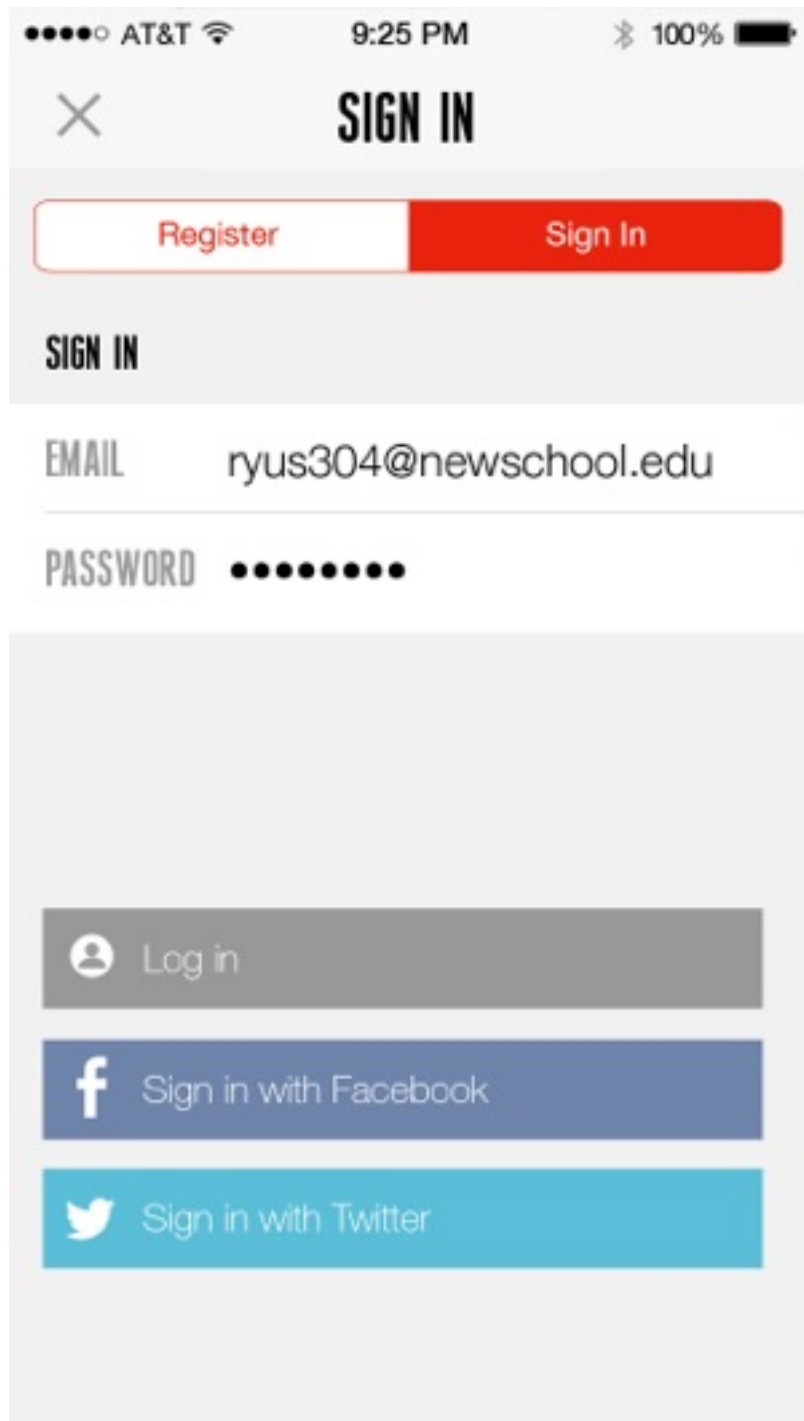 AT&T 9:25 PM 100%
SIGN IN
Register Sign In
SIGN IN
EMAIL ryus304@newschool.edu
PASSWORD ••••••••
Log in
f Sign in with Facebook
Sign in with Twitter